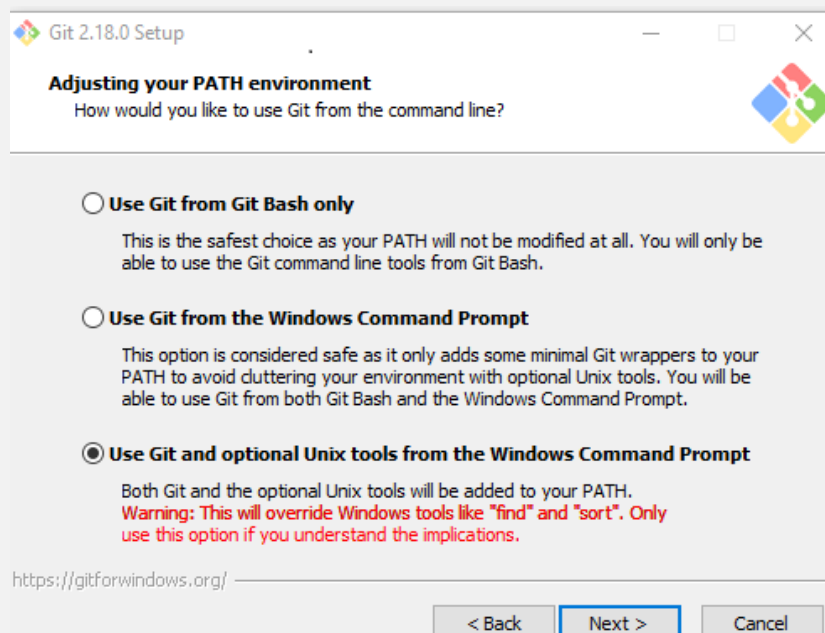 Git 2.18.0 Setup
Adjusting your PATH environment
How would you like to use Git from the command line?
Use Git from Git Bash only
This is the safest choice as your PATH will not be modified at all. You will only be
able to use the Git command line tools from Git Bash.
Use Git from the Windows Command Prompt
This option is considered safe as it only adds some minimal Git wrappers to your
PATH to avoid cluttering your environment with optional Unix tools. You will be
able to use Git from both Git Bash and the Windows Command Prompt.
Use Git and optional Unix tools from the Windows Command Prompt
Both Git and the optional Unix tools will be added to your PATH.
Warning: This will override Windows tools like "find" and "sort". Only
use this option if you understand the implications.
https://gitforwindows.org/
< Back Next > Cancel